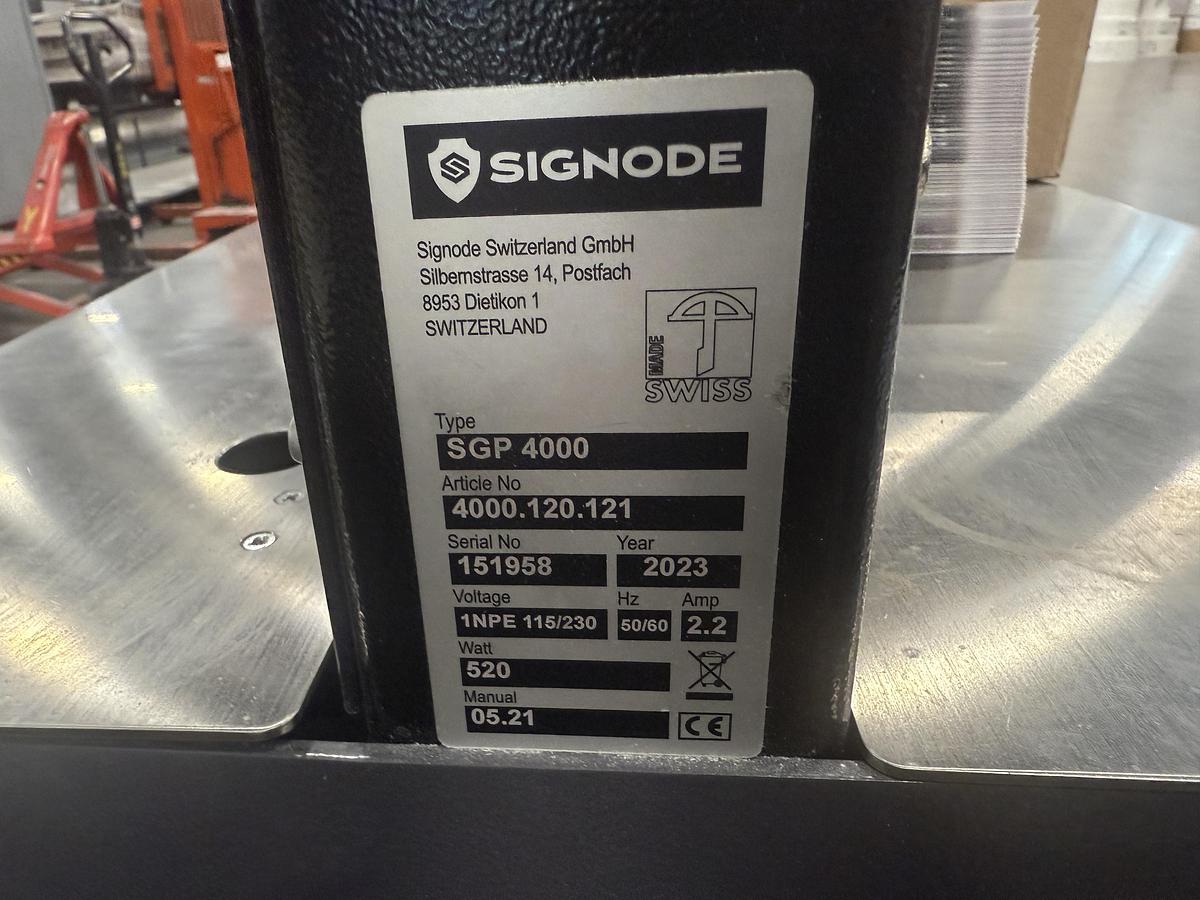 SIGNODE
Signode Switzerland GmbH
Silbernstrasse 14, Postfach
8953 Dietikon 1
SWITZERLAND
MADE
SWISS
Type
SGP 4000
Article No
4000.120.121
Serial No Year
151958 2023
Voltage Hz Amp
1NPE 115/230 50/60 2.2
Watt
520
Manual
05.21
CE